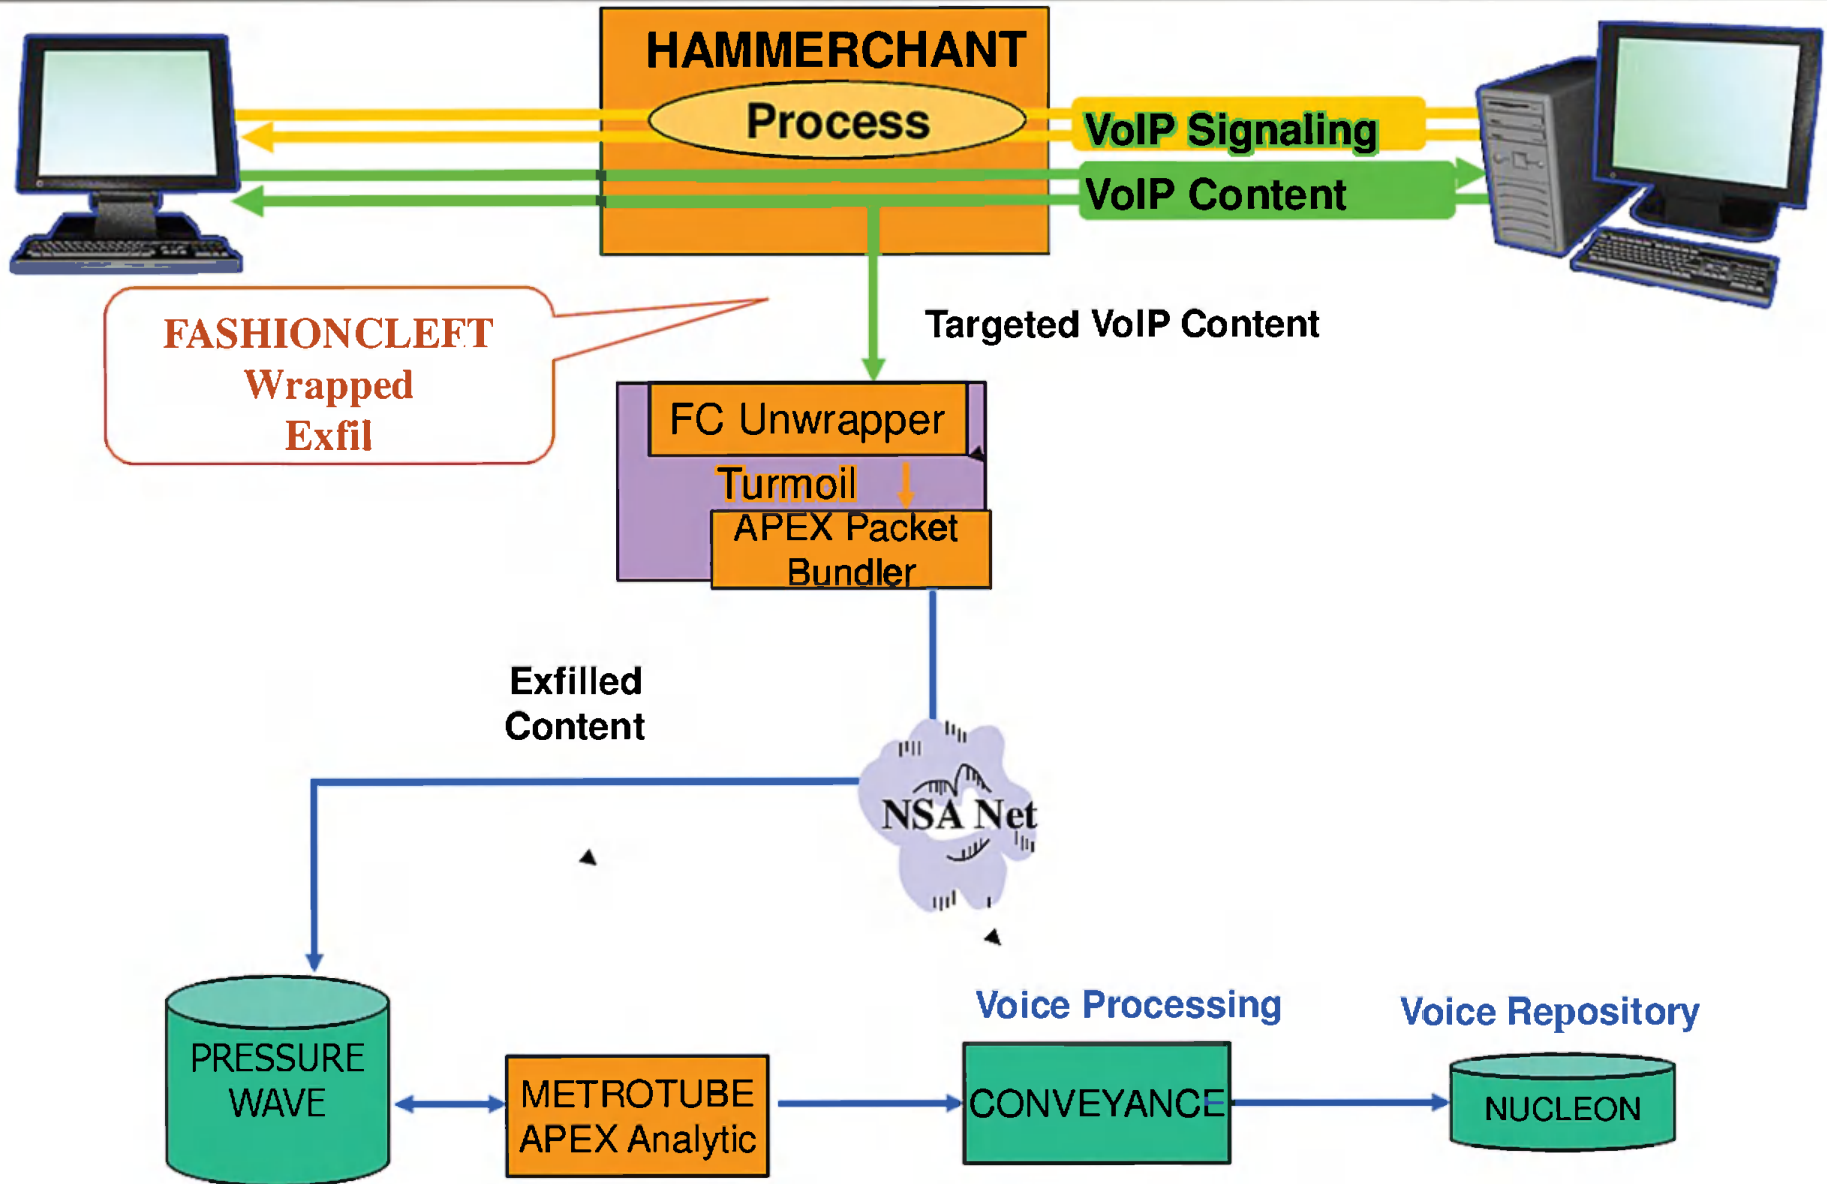 HAMMERCHANT
Process
VoIP Signaling
VoIP Content
FASHIONCLEFT
Wrapped
Exfil
Targeted VoIP Content
FC Unwrapper
Turmoil
APEX Packet
Bundler
Exfilled
Content
NSA Net
Voice Processing
Voice Repository
PRESSURE
WAVE
METROTUBE
APEX Analytic
CONVEYANCE
NUCLEON